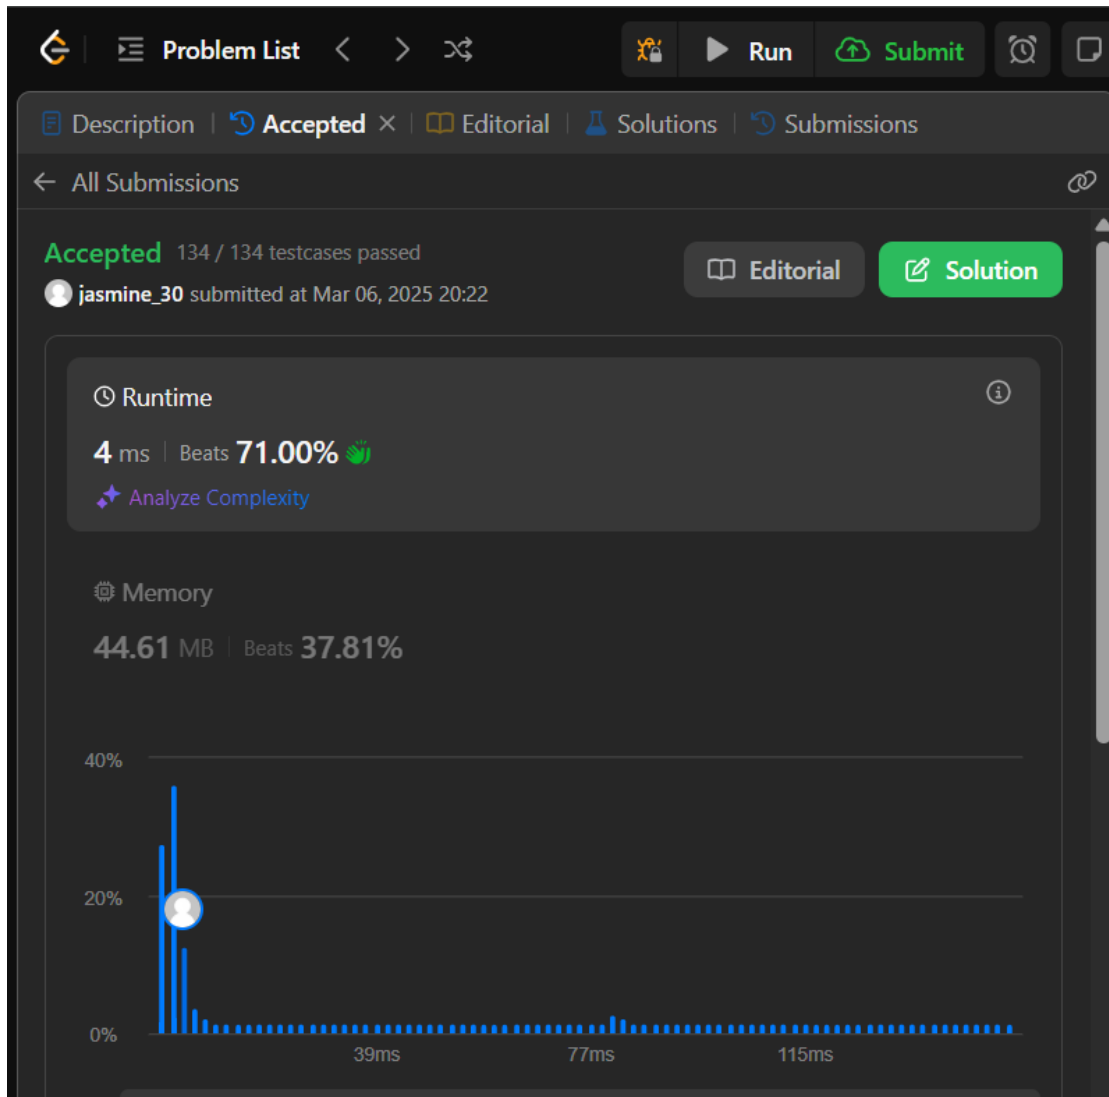 Problem List Run Submit
Description Accepted Editorial Solutions Submissions
All Submissions
Accepted 134 / 134 testcases passed
jasmine_30 submitted at Mar 06, 2025 20:22
Editorial Solution
Runtime
4 ms Beats 71.00%
Analyze Complexity
Memory
44.61 MB Beats 37.81%
40%
20%
0%
39ms 77ms 115ms